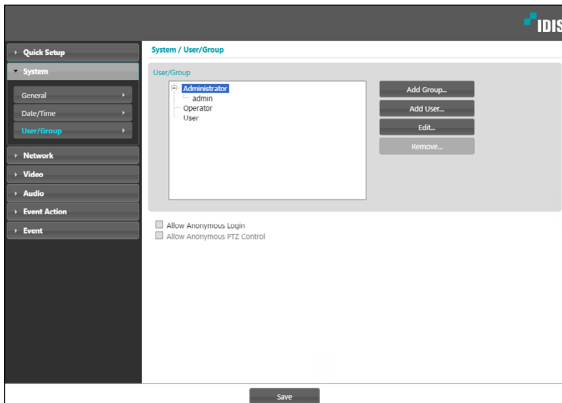 IDIS
Quick Setup
System
General
Date/Time
User/Group
Network
Video
Audio
Event Action
Event
System / User/Group
User/Group
Administrator
admin
Operator
User
Add Group...
Add User...
Edit...
Remove...
Allow Anonymous Login
Allow Anonymous PTZ Control
Save